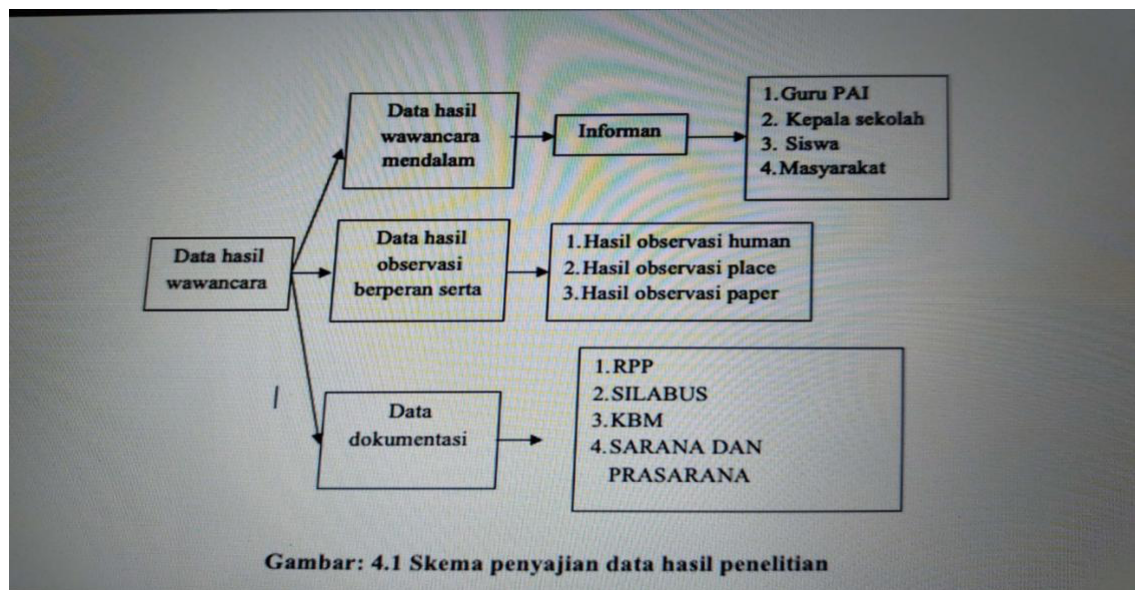 Data hasil
wawancara
Data hasil
wawancara
mendalam
Informan
1. Guru PAI
2. Kepala sekolah
3. Siswa
4. Masyarakat
Data hasil
observasi
berperan serta
1. Hasil observasi human
2. Hasil observasi place
3. Hasil observasi paper
Data
dokumentasi
1. RPP
2. SILABUS
3. KBM
4. SARANA DAN
PRASARANA
Gambar: 4.1 Skema penyajian data hasil penelitian